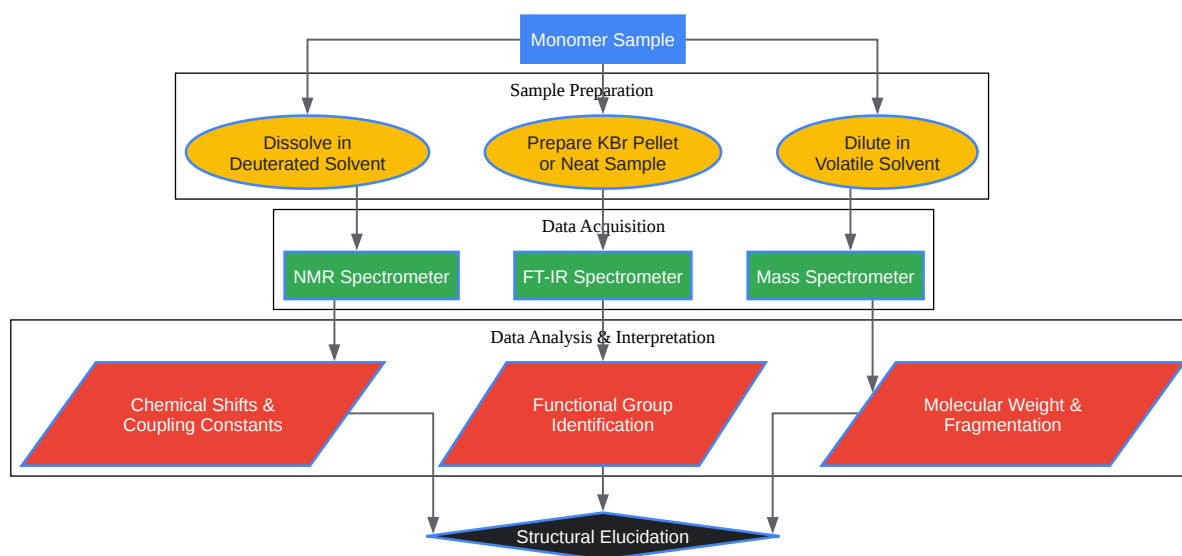 Monomer Sample
Sample Preparation
Dissolve in
Deuterated Solvent
Prepare KBr Pellet
or Neat Sample
Dilute in
Volatile Solvent
Data Acquisition
NMR Spectrometer
FT-IR Spectrometer
Mass Spectrometer
Data Analysis & Interpretation
Chemical Shifts &
Coupling Constants
Functional Group
Identification
Molecular Weight &
Fragmentation
Structural Elucidation